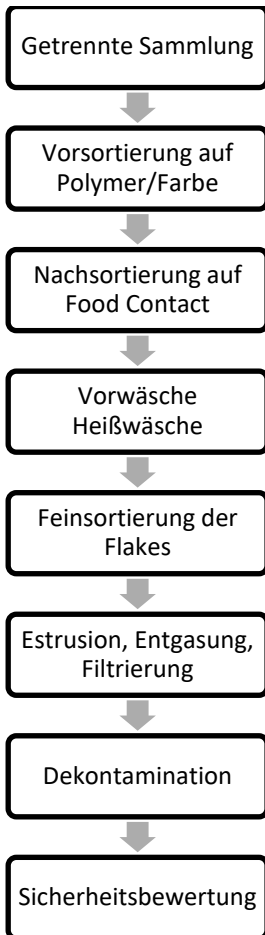 Getrennte Sammlung
Vorsortierung auf
Polymer/Farbe
Nachsortierung auf
Food Contact
Vorwäsche
Heißwäsche
Feinsortierung der
Flakes
Estrusion, Entgasung,
Filtrierung
Dekontamination
Sicherheitsbewertung